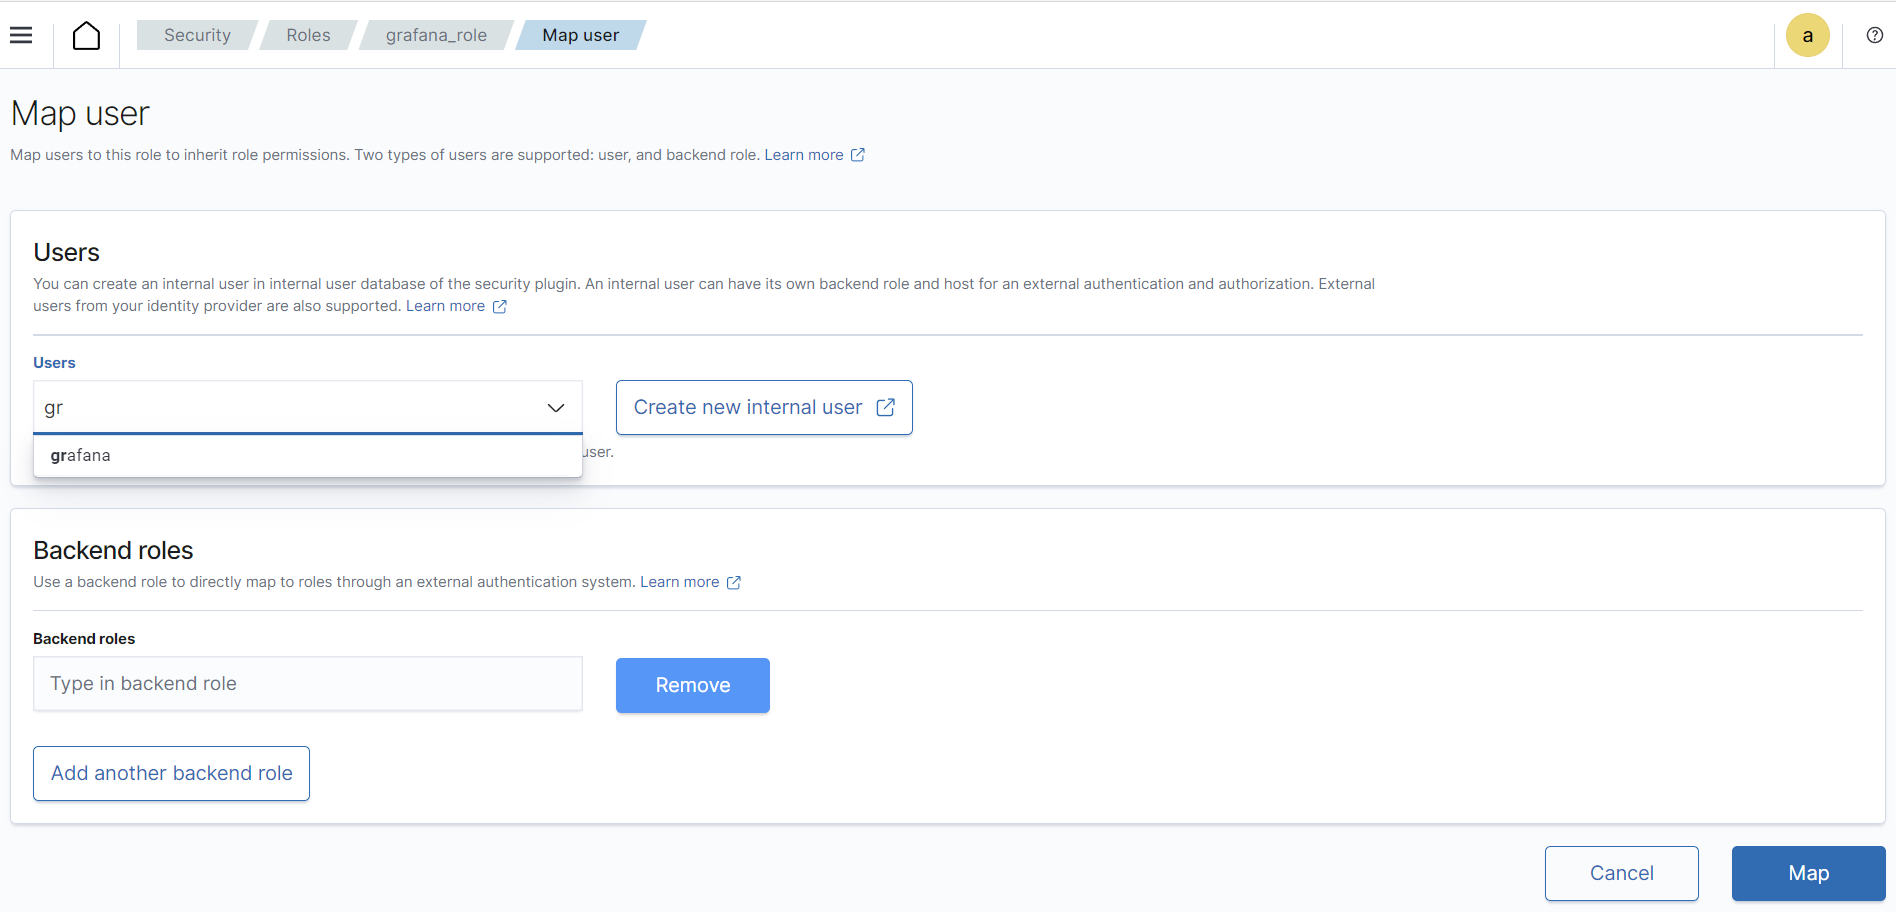 Security Roles grafana_role Map user a
Map user
Map users to this role to inherit role permissions. Two types of users are supported: user, and backend role. Learn more
Users
You can create an internal user in internal user database of the security plugin. An internal user can have its own backend role and host for an external authentication and authorization. External
users from your identity provider are also supported. Learn more
Users
gr Create new internal user
grafana user.
Backend roles
Use a backend role to directly map to roles through an external authentication system. Learn more
Backend roles
Type in backend role Remove
Add another backend role
Cancel Map